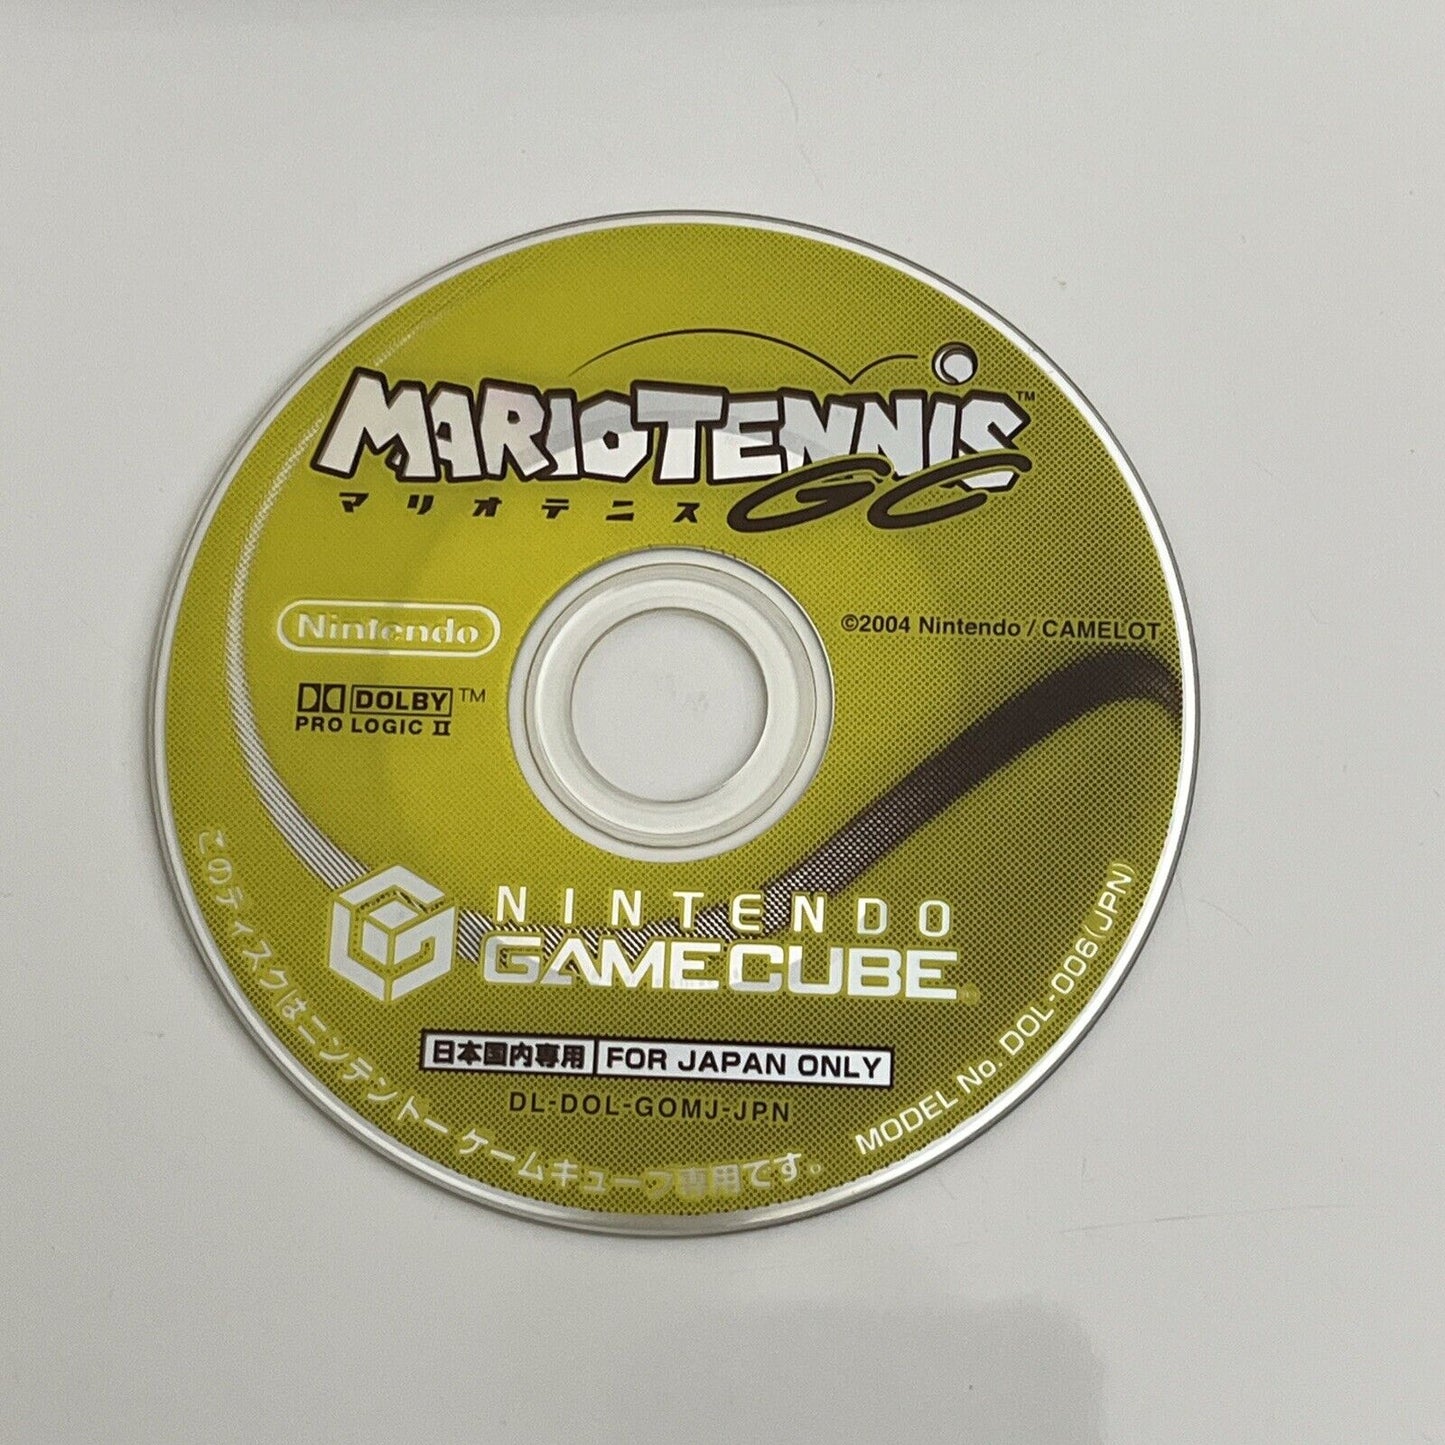 MARIOTENNIS™
マリオテニス GC
Nintendo
©2004 Nintendo / CAMELOT
DOLBY™
PRO LOGIC II
NINTENDO
GAMECUBE®
日本国内専用 FOR JAPAN ONLY
DL-DOL-GOMJ-JPN
MODEL No. DOL-006(JPN)
このディスクはニンテンドーゲームキューブ専用です。